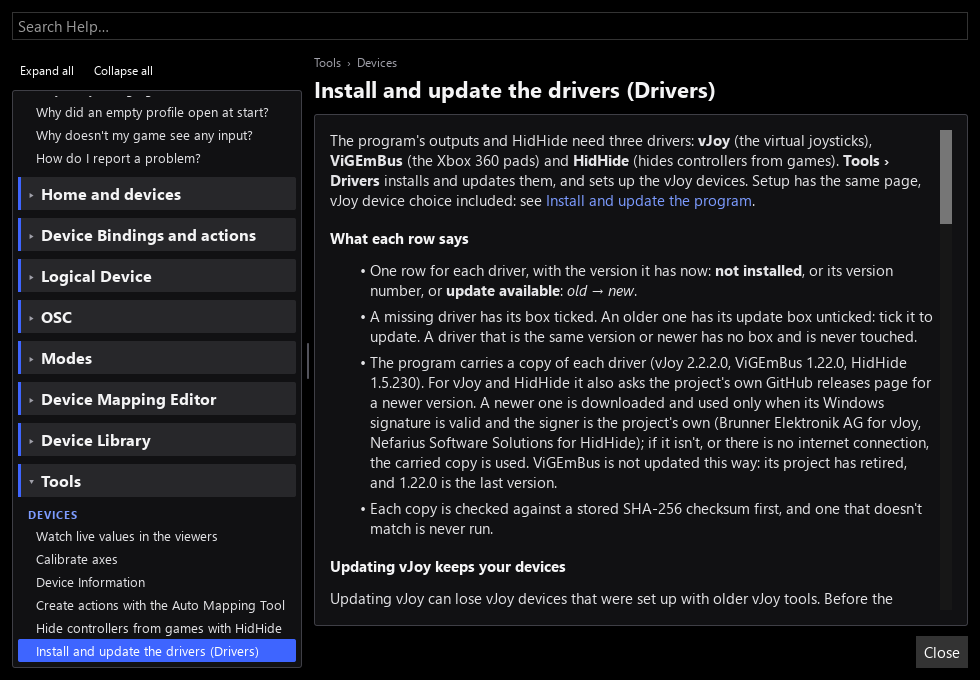 Search Help...
Expand all
Collapse all
Why did an empty profile open at start?
Why doesn't my game see any input?
How do I report a problem?
Home and devices
Device Bindings and actions
Logical Device
OSC
Modes
Device Mapping Editor
Device Library
Tools
DEVICES
Watch live values in the viewers
Calibrate axes
Device Information
Create actions with the Auto Mapping Tool
Hide controllers from games with HidHide
Install and update the drivers (Drivers)
Tools › Devices
Install and update the drivers (Drivers)
The program's outputs and HidHide need three drivers: vJoy (the virtual joysticks),
ViGEmBus (the Xbox 360 pads) and HidHide (hides controllers from games). Tools ›
Drivers installs and updates them, and sets up the vJoy devices. Setup has the same page,
vJoy device choice included: see Install and update the program.
What each row says
• One row for each driver, with the version it has now: not installed, or its version
number, or update available: old → new.
• A missing driver has its box ticked. An older one has its update box unticked: tick it to
update. A driver that is the same version or newer has no box and is never touched.
• The program carries a copy of each driver (vJoy 2.2.2.0, ViGEmBus 1.22.0, HidHide
1.5.230). For vJoy and HidHide it also asks the project's own GitHub releases page for
a newer version. A newer one is downloaded and used only when its Windows
signature is valid and the signer is the project's own (Brunner Elektronik AG for vJoy,
Nefarius Software Solutions for HidHide); if it isn't, or there is no internet connection,
the carried copy is used. ViGEmBus is not updated this way: its project has retired,
and 1.22.0 is the last version.
• Each copy is checked against a stored SHA-256 checksum first, and one that doesn't
match is never run.
Updating vJoy keeps your devices
Updating vJoy can lose vJoy devices that were set up with older vJoy tools. Before the
Close